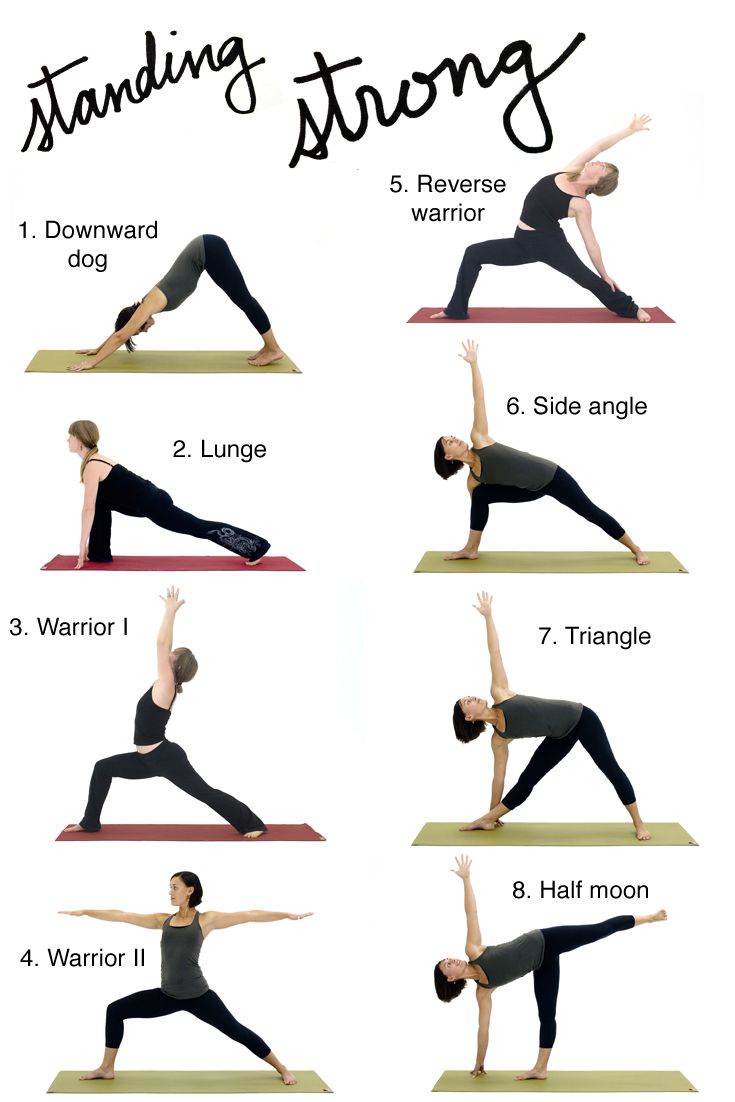 standing strong
1. Downward
dog
2. Lunge
3. Warrior I
4. Warrior II
5. Reverse
warrior
6. Side angle
7. Triangle
8. Half moon